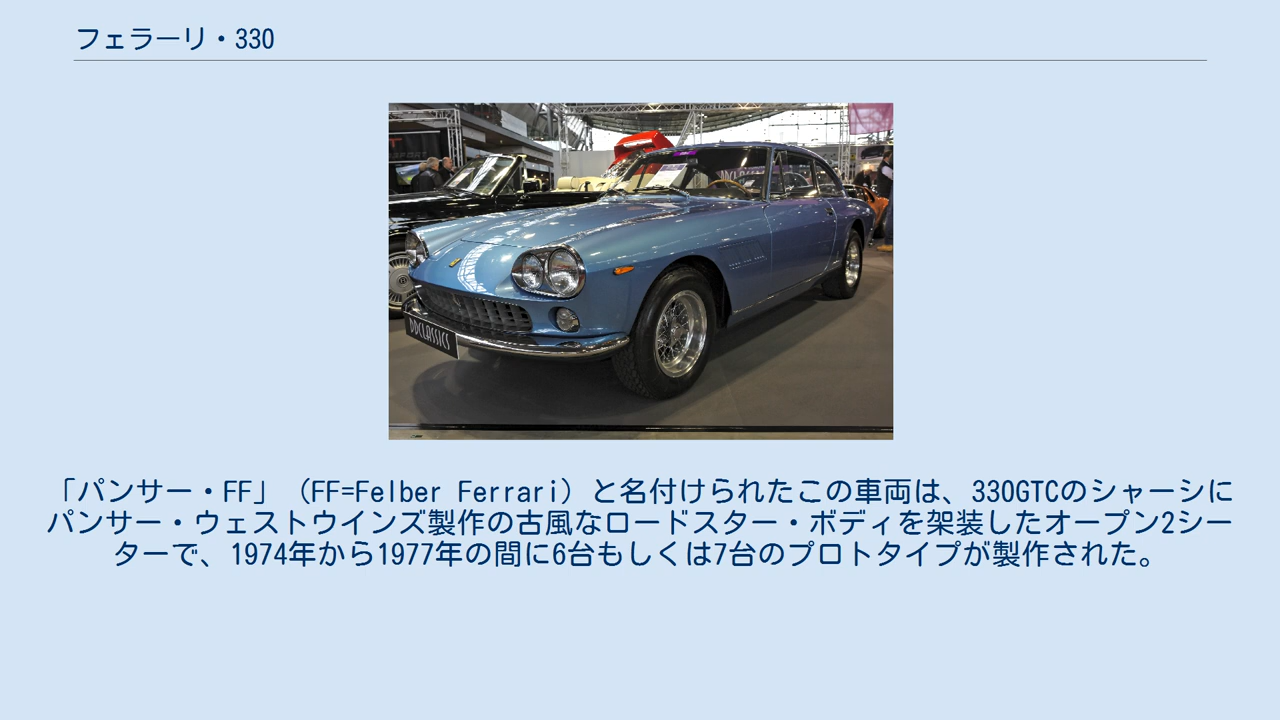 フェラーリ・330
DDCLASSICS
「パンサー・FF」（FF=Felber Ferrari）と名付けられたこの車両は、330GTCのシャーシに
パンサー・ウェストウインズ製作の古風なロードスター・ボディを架装したオープン2シー
ターで、1974年から1977年の間に6台もしくは7台のプロトタイプが製作された。